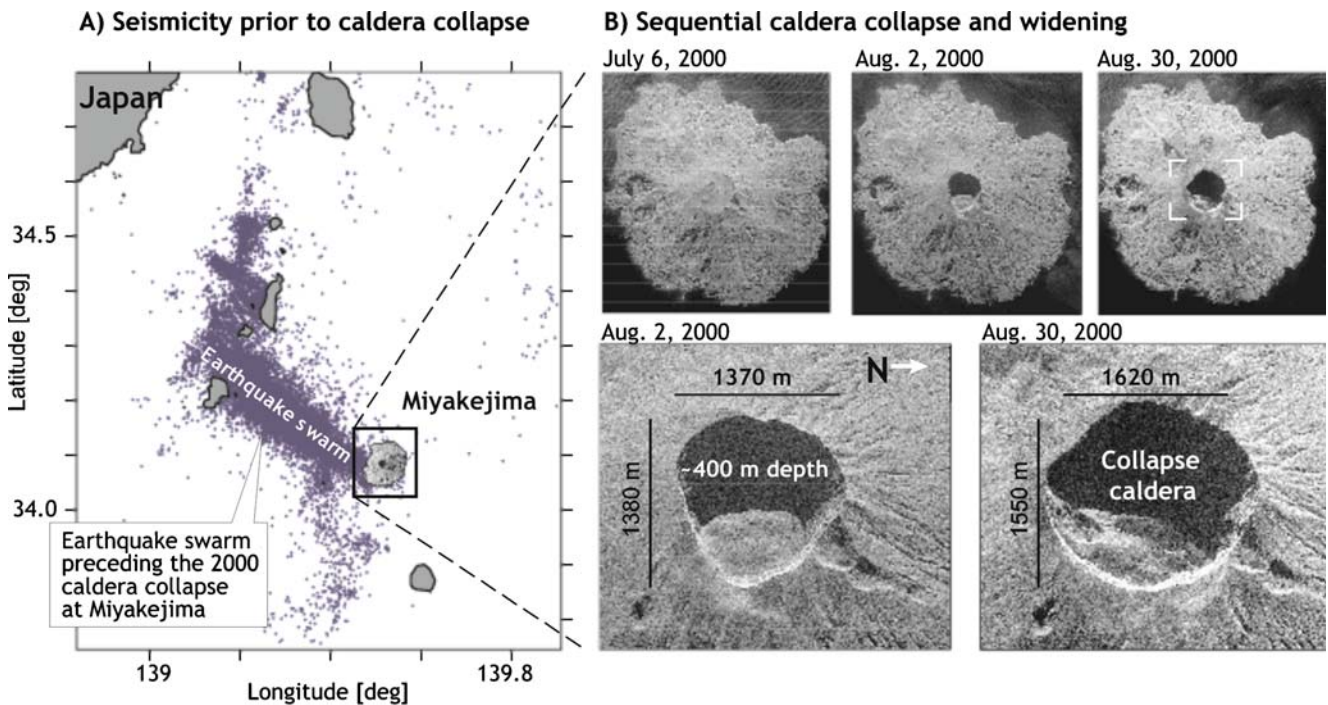 A) Seismicity prior to caldera collapse
Japan
34.5
34.0
Latitude [deg]
Earthquake swarm
Miyakejima
Earthquake swarm
preceding the 2000
caldera collapse
at Miyakejima
139
139.8
Longitude [deg]
B) Sequential caldera collapse and widening
July 6, 2000
Aug. 2, 2000
Aug. 30, 2000
Aug. 2, 2000
N
1370 m
1380 m
~400 m depth
Aug. 30, 2000
1620 m
1550 m
Collapse
caldera